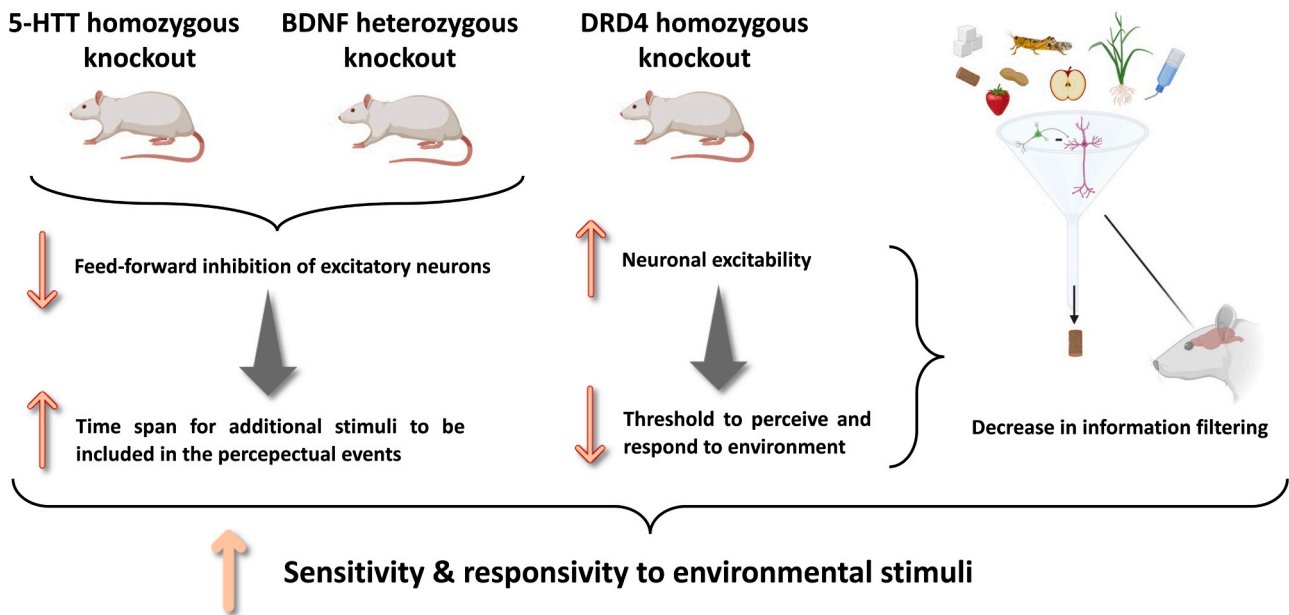 5-HTT homozygous
knockout
BDNF heterozygous
knockout
DRD4 homozygous
knockout
Feed-forward inhibition of excitatory neurons
Neuronal excitability
Time span for additional stimuli to be
included in the percepectual events
Threshold to perceive and
respond to environment
-
Decrease in information filtering
Sensitivity & responsivity to environmental stimuli